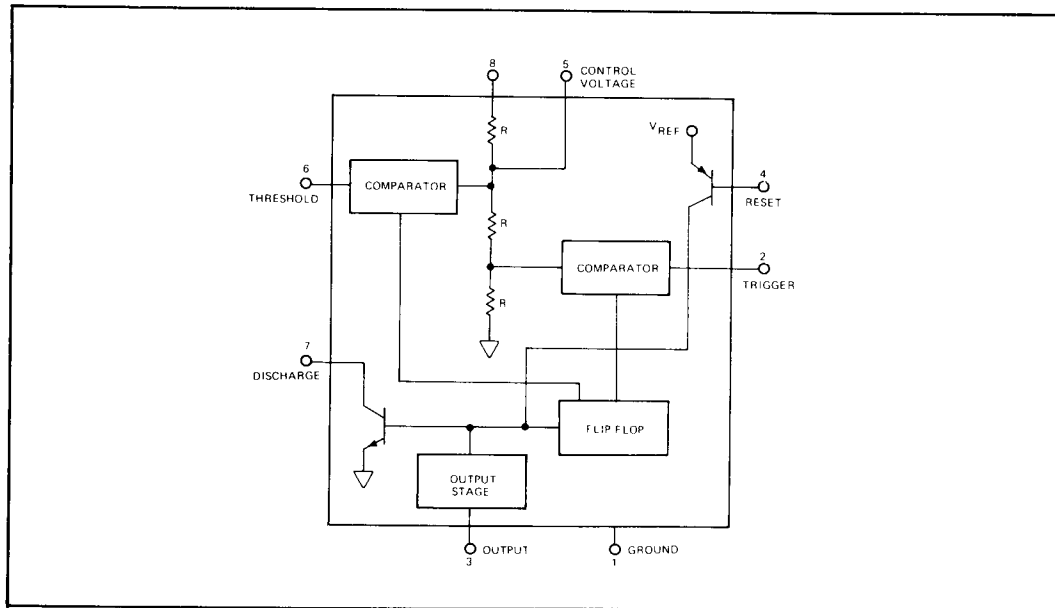 8
5
CONTROL
VOLTAGE
R
VREF
6
COMPARATOR
4
THRESHOLD
RESET
R
2
COMPARATOR
TRIGGER
R
7
DISCHARGE
FLIP FLOP
OUTPUT
STAGE
OUTPUT
3
GROUND
1